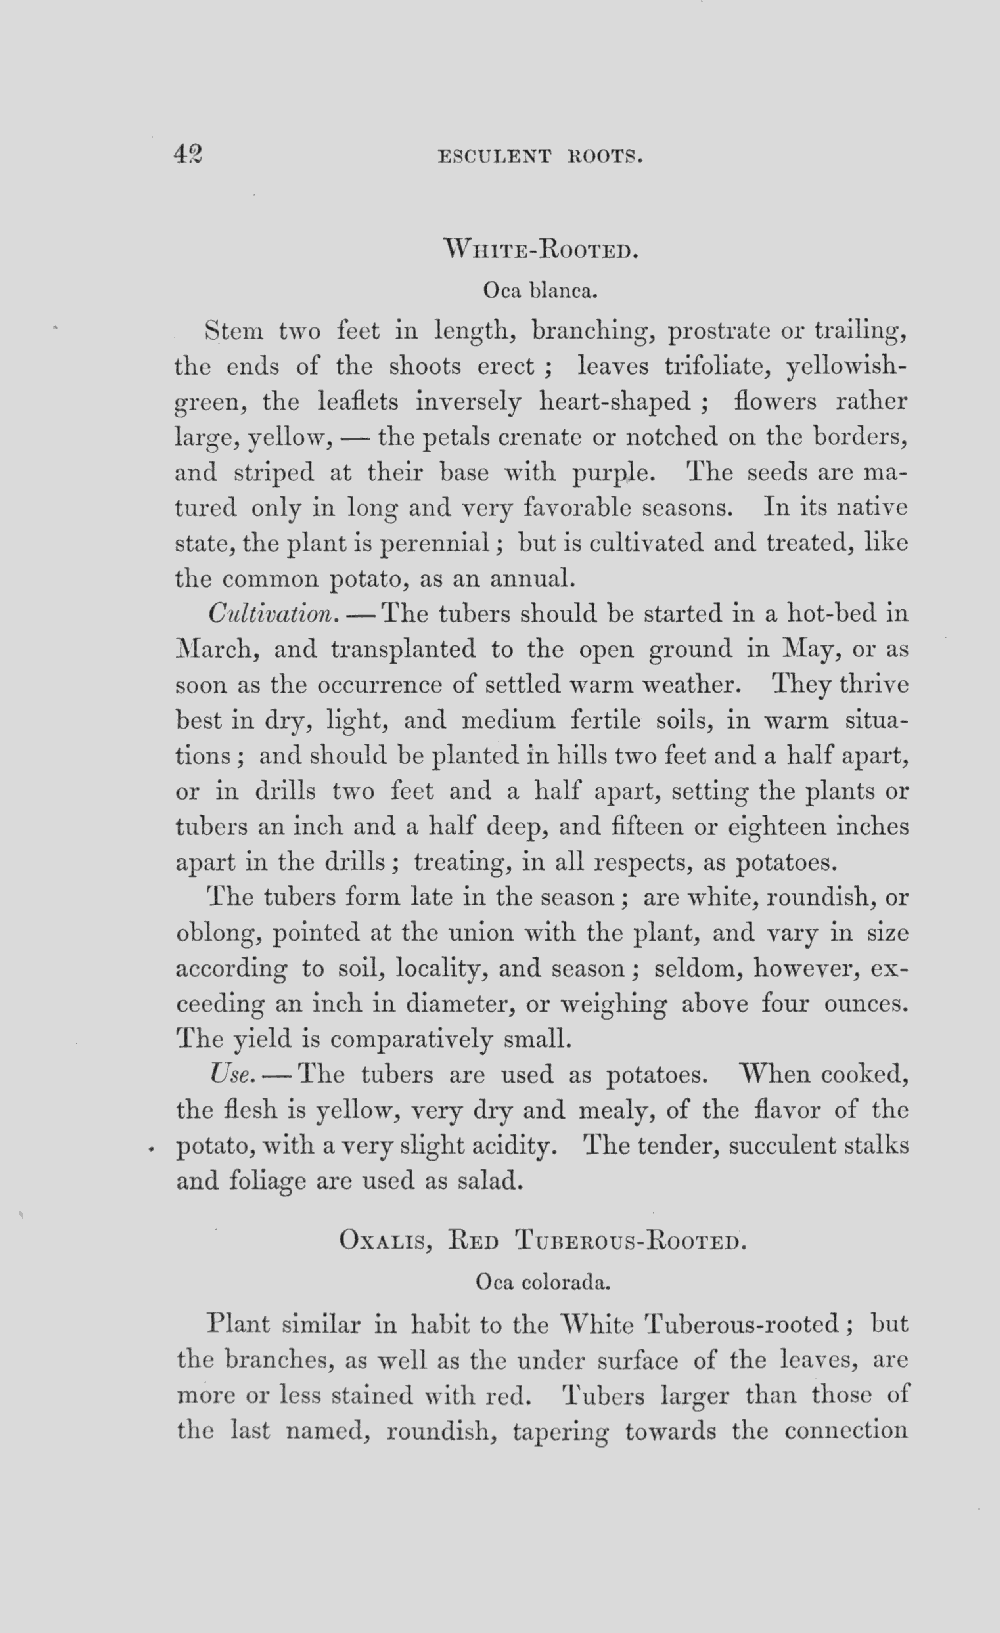 42
ESCULENT ROOTS.
WHITE-ROOTED.
Oca blanca.
Stem two feet in length, branching, prostrate or trailing,
the ends of the shoots erect ; leaves trifoliate, yellowish-
green, the leaflets inversely heart-shaped ; flowers rather
large, yellow, — the petals crenate or notched on the borders,
and striped at their base with purple. The seeds are ma-
tured only in long and very favorable seasons. In its native
state, the plant is perennial ; but is cultivated and treated, like
the common potato, as an annual.
Cultivation. — The tubers should be started in a hot-bed in
March, and transplanted to the open ground in May, or as
soon as the occurrence of settled warm weather. They thrive
best in dry, light, and medium fertile soils, in warm situa-
tions ; and should be planted in hills two feet and a half apart,
or in drills two feet and a half apart, setting the plants or
tubers an inch and a half deep, and fifteen or eighteen inches
apart in the drills ; treating, in all respects, as potatoes.
The tubers form late in the season ; are white, roundish, or
oblong, pointed at the union with the plant, and vary in size
according to soil, locality, and season ; seldom, however, ex-
ceeding an inch in diameter, or weighing above four ounces.
The yield is comparatively small.
Use. — The tubers are used as potatoes. When cooked,
the flesh is yellow, very dry and mealy, of the flavor of the
potato, with a very slight acidity. The tender, succulent stalks
and foliage are used as salad.
OXALIS, RED TUBEROUS-ROOTED.
Oca colorada.
Plant similar in habit to the White Tuberous-rooted ; but
the branches, as well as the under surface of the leaves, are
more or less stained with red. Tubers larger than those of
the last named, roundish, tapering towards the connection